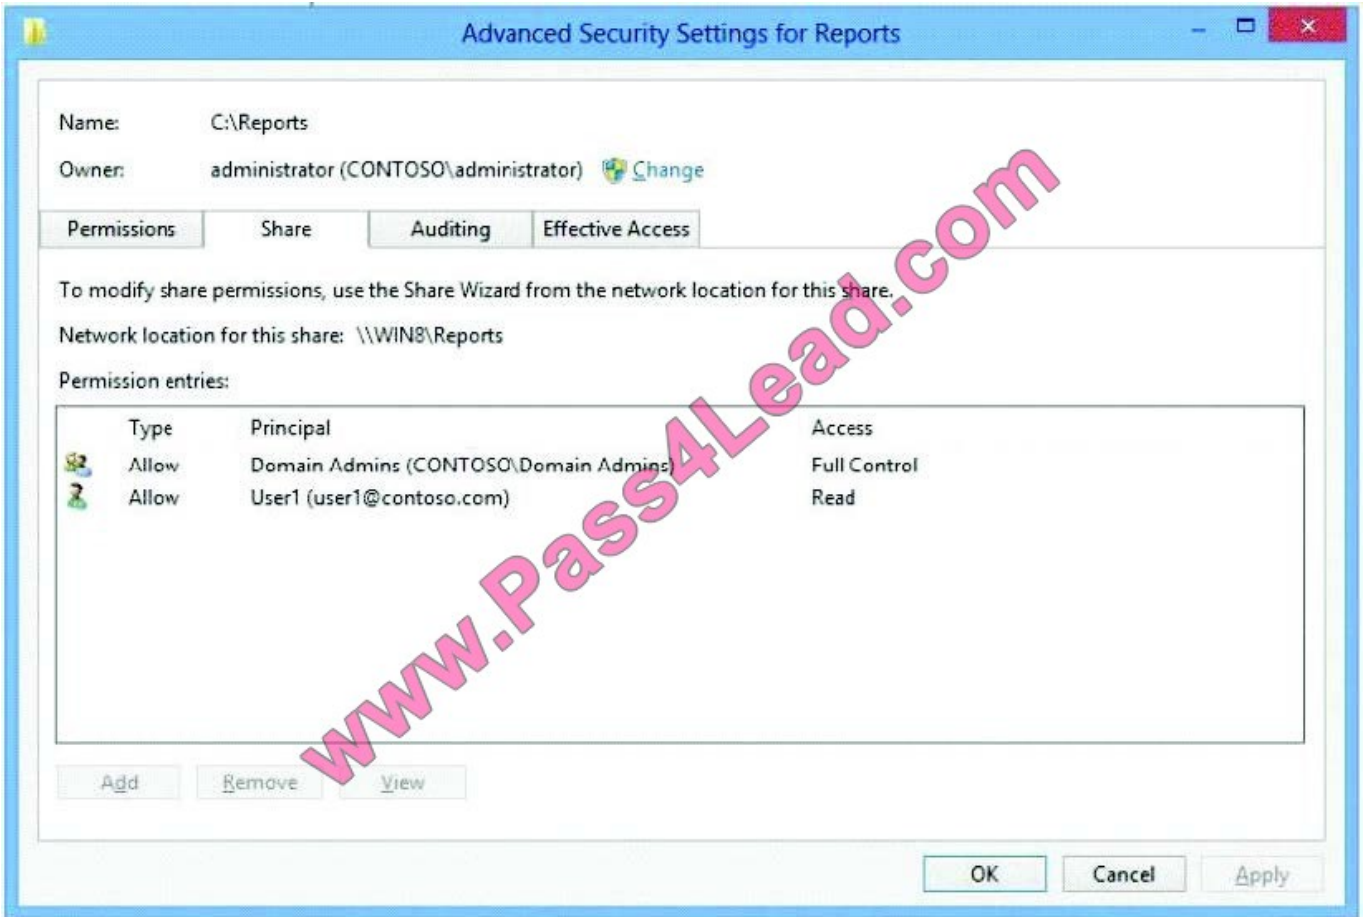 Advanced Security Settings for Reports
Name: C:\Reports
Owner: administrator (CONTOSO\administrator) Change
Permissions Share Auditing Effective Access
To modify share permissions, use the Share Wizard from the network location for this share.
Network location for this share: \\WIN8\Reports
Permission entries:
Type Principal Access
Allow Domain Admins (CONTOSO\Domain Admins) Full Control
Allow User1 (user1@contoso.com) Read
www.Pass4Lead.com
Add Remove View
OK Cancel Apply